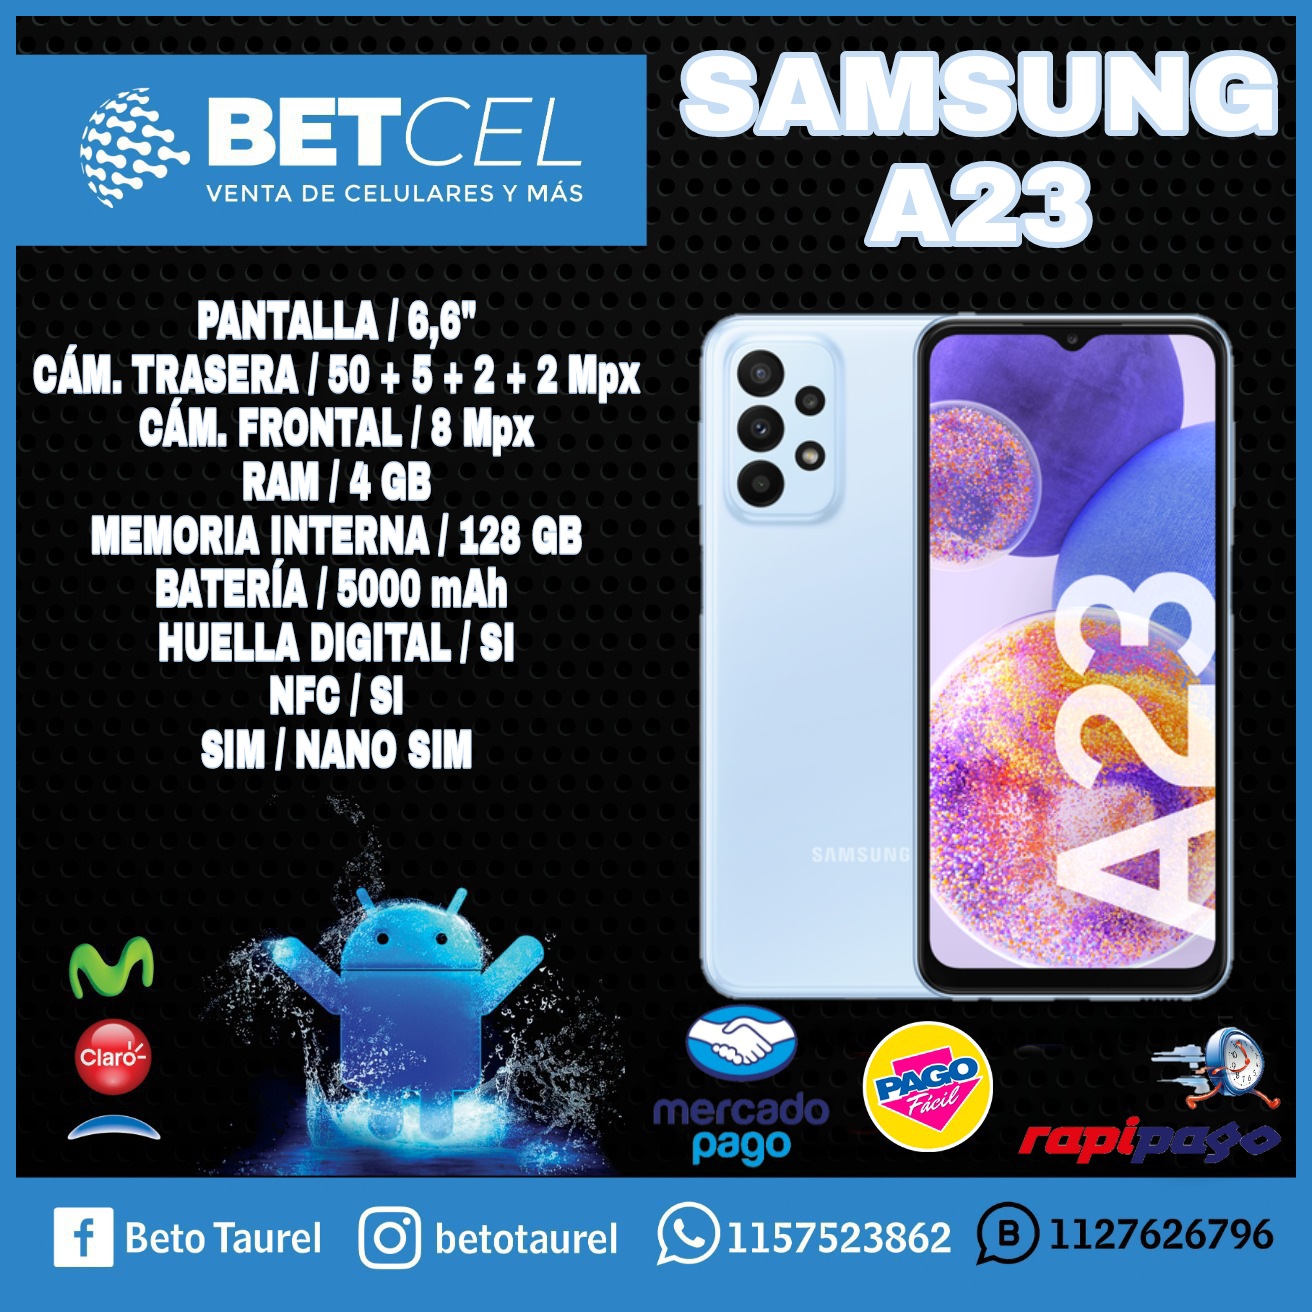 BETCEL
VENTA DE CELULARES Y MÁS
SAMSUNG
A23
PANTALLA / 6,6"
CÁM. TRASERA / 50 + 5 + 2 + 2 Mpx
CÁM. FRONTAL / 8 Mpx
RAM / 4 GB
MEMORIA INTERNA / 128 GB
BATERÍA / 5000 mAh
HUELLA DIGITAL / SI
NFC / SI
SIM / NANO SIM
SAMSUNG
A23
Claro
mercado
pago
PAGO
Fácil
rapipago
Beto Taurel
betotaurel
1157523862
B 1127626796